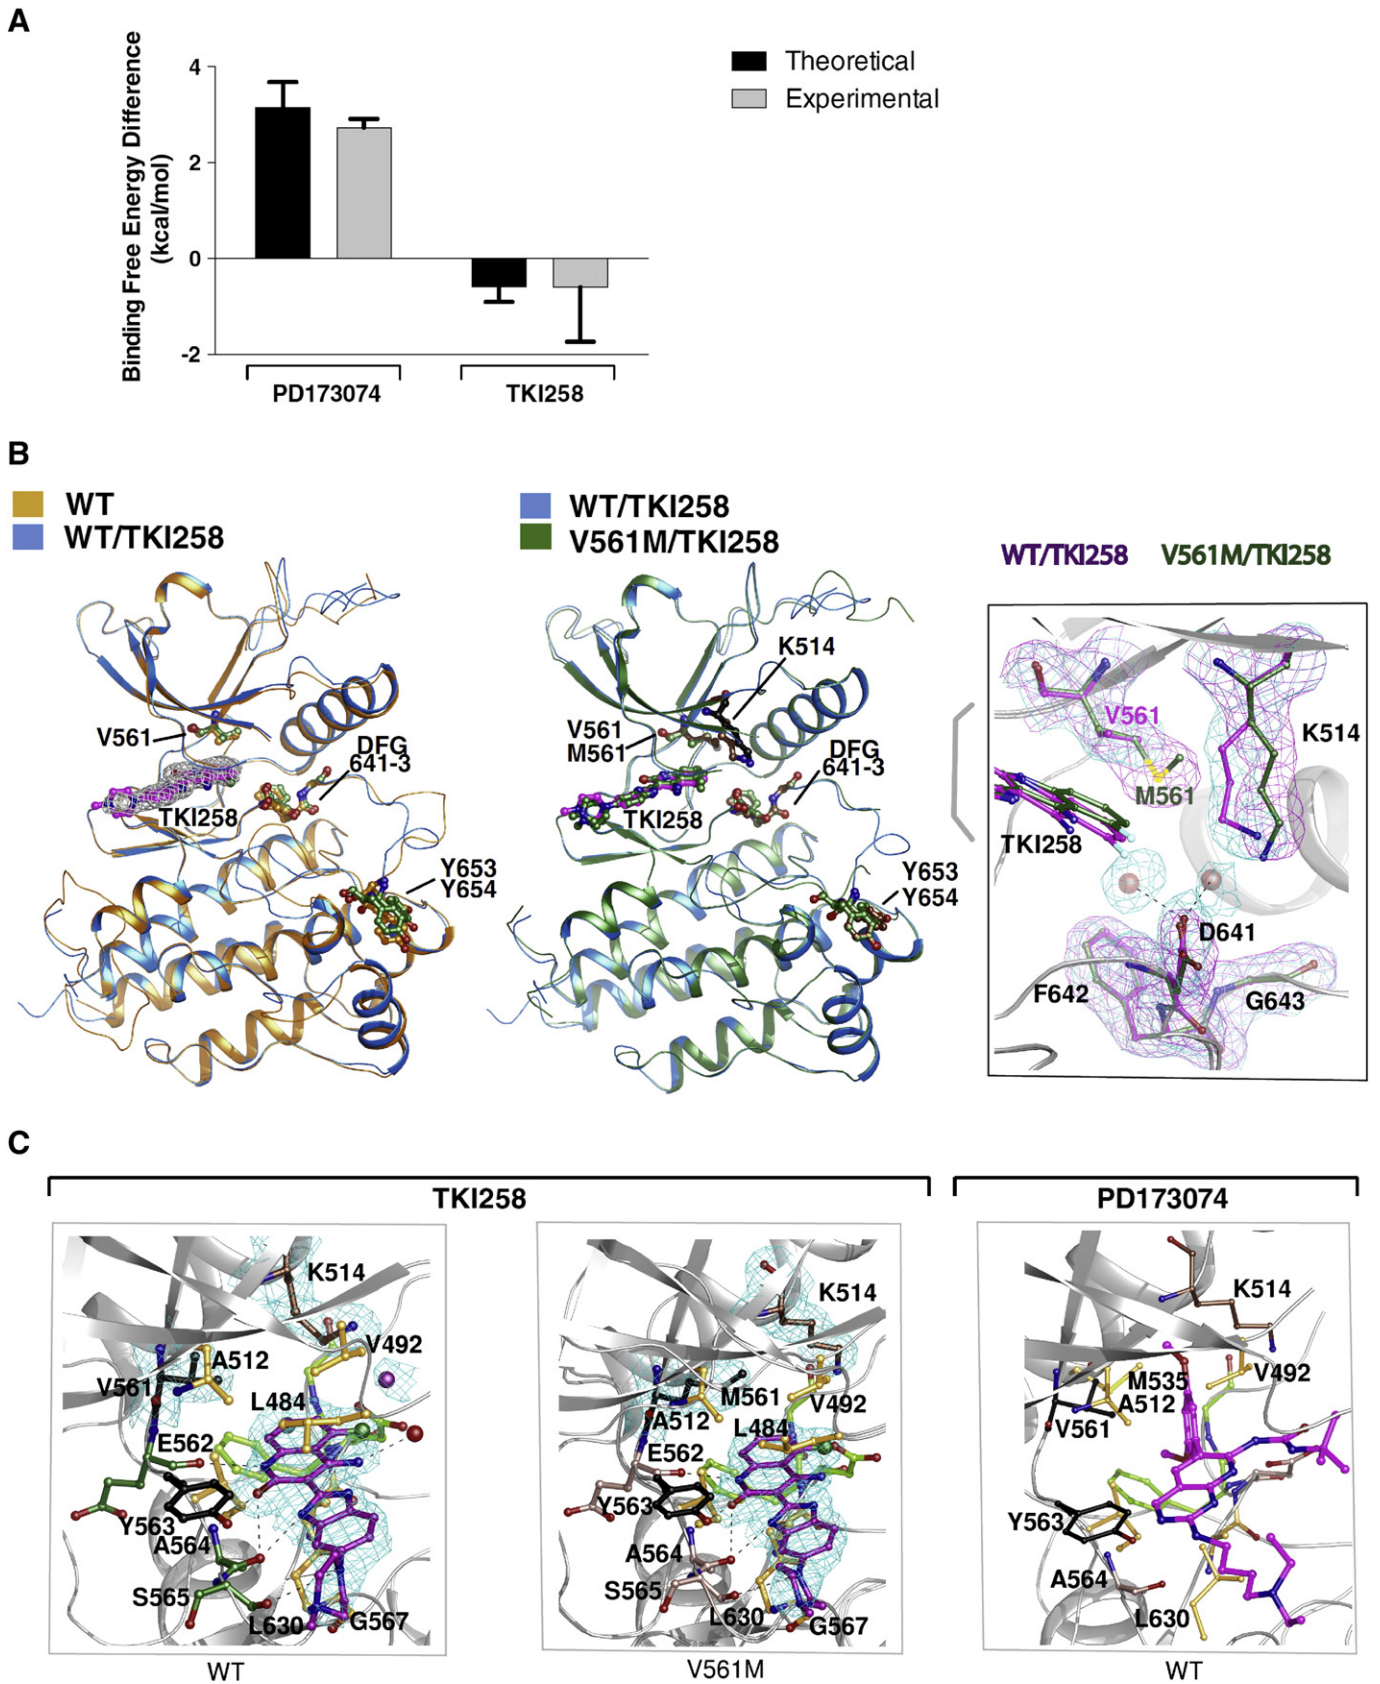 A
Binding Free Energy Difference
(kcal/mol)
4
2
0
-2
PD173074
TKI258
Theoretical
Experimental
B
WT
WT/TKI258
V561
DFG
641-3
TKI258
Y653
Y654
WT/TKI258
V561M/TKI258
K514
V561
M561
DFG
641-3
TKI258
Y653
Y654
WT/TKI258 V561M/TKI258
V561
K514
M561
TKI258
D641
F642
G643
C
TKI258
K514
V492
A512
V561
L484
E562
Y563
A564
S565
L630
G567
WT
K514
M561
V492
A512
L484
E562
Y563
A564
S565
L630
G567
V561M
PD173074
K514
V492
M535
A512
V561
Y563
A564
L630
WT